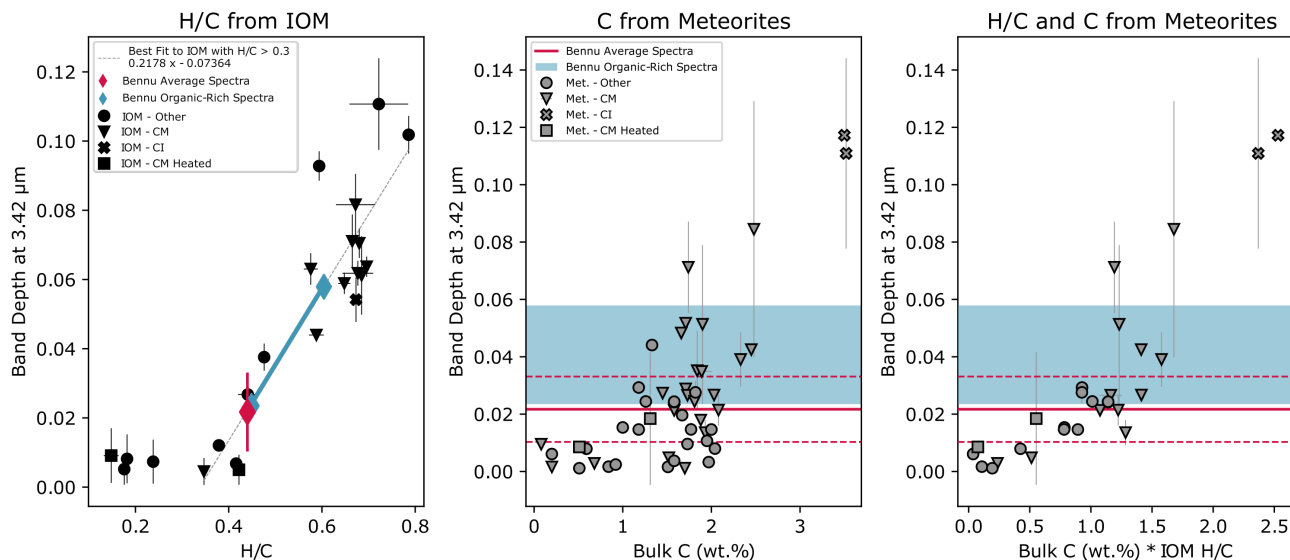 H/C from IOM
Best Fit to IOM with H/C > 0.3
0.2178 x - 0.07364
Bennu Average Spectra
Bennu Organic-Rich Spectra
IOM - Other
IOM - CM
IOM - CI
IOM - CM Heated
Band Depth at 3.42 μm
0.12
0.10
0.08
0.06
0.04
0.02
0.00
0.2
0.4
0.6
0.8
H/C
C from Meteorites
Bennu Average Spectra
Bennu Organic-Rich Spectra
Met. - Other
Met. - CM
Met. - CI
Met. - CM Heated
Band Depth at 3.42 μm
0.14
0.12
0.10
0.08
0.06
0.04
0.02
0.00
0
1
2
3
Bulk C (wt.%)
H/C and C from Meteorites
Band Depth at 3.42 μm
0.14
0.12
0.10
0.08
0.06
0.04
0.02
0.00
0.0
0.5
1.0
1.5
2.0
2.5
Bulk C (wt.%) * IOM H/C